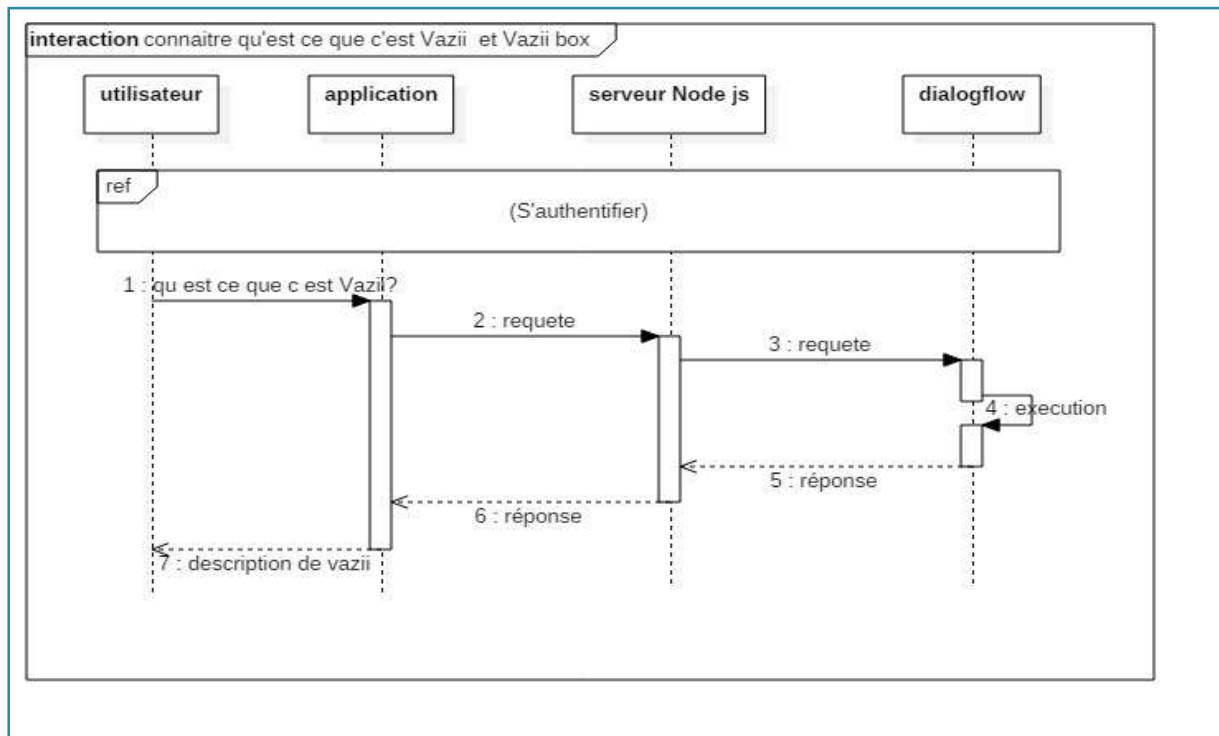 interaction connaitre qu'est ce que c'est Vazii et Vazii box
utilisateur
application
serveur Node js
dialogflow
ref
(S'authentifier)
1 : qu est ce que c est Vazii?
2 : requete
3 : requete
4 : execution
5 : réponse
6 : réponse
7 : description de vazii